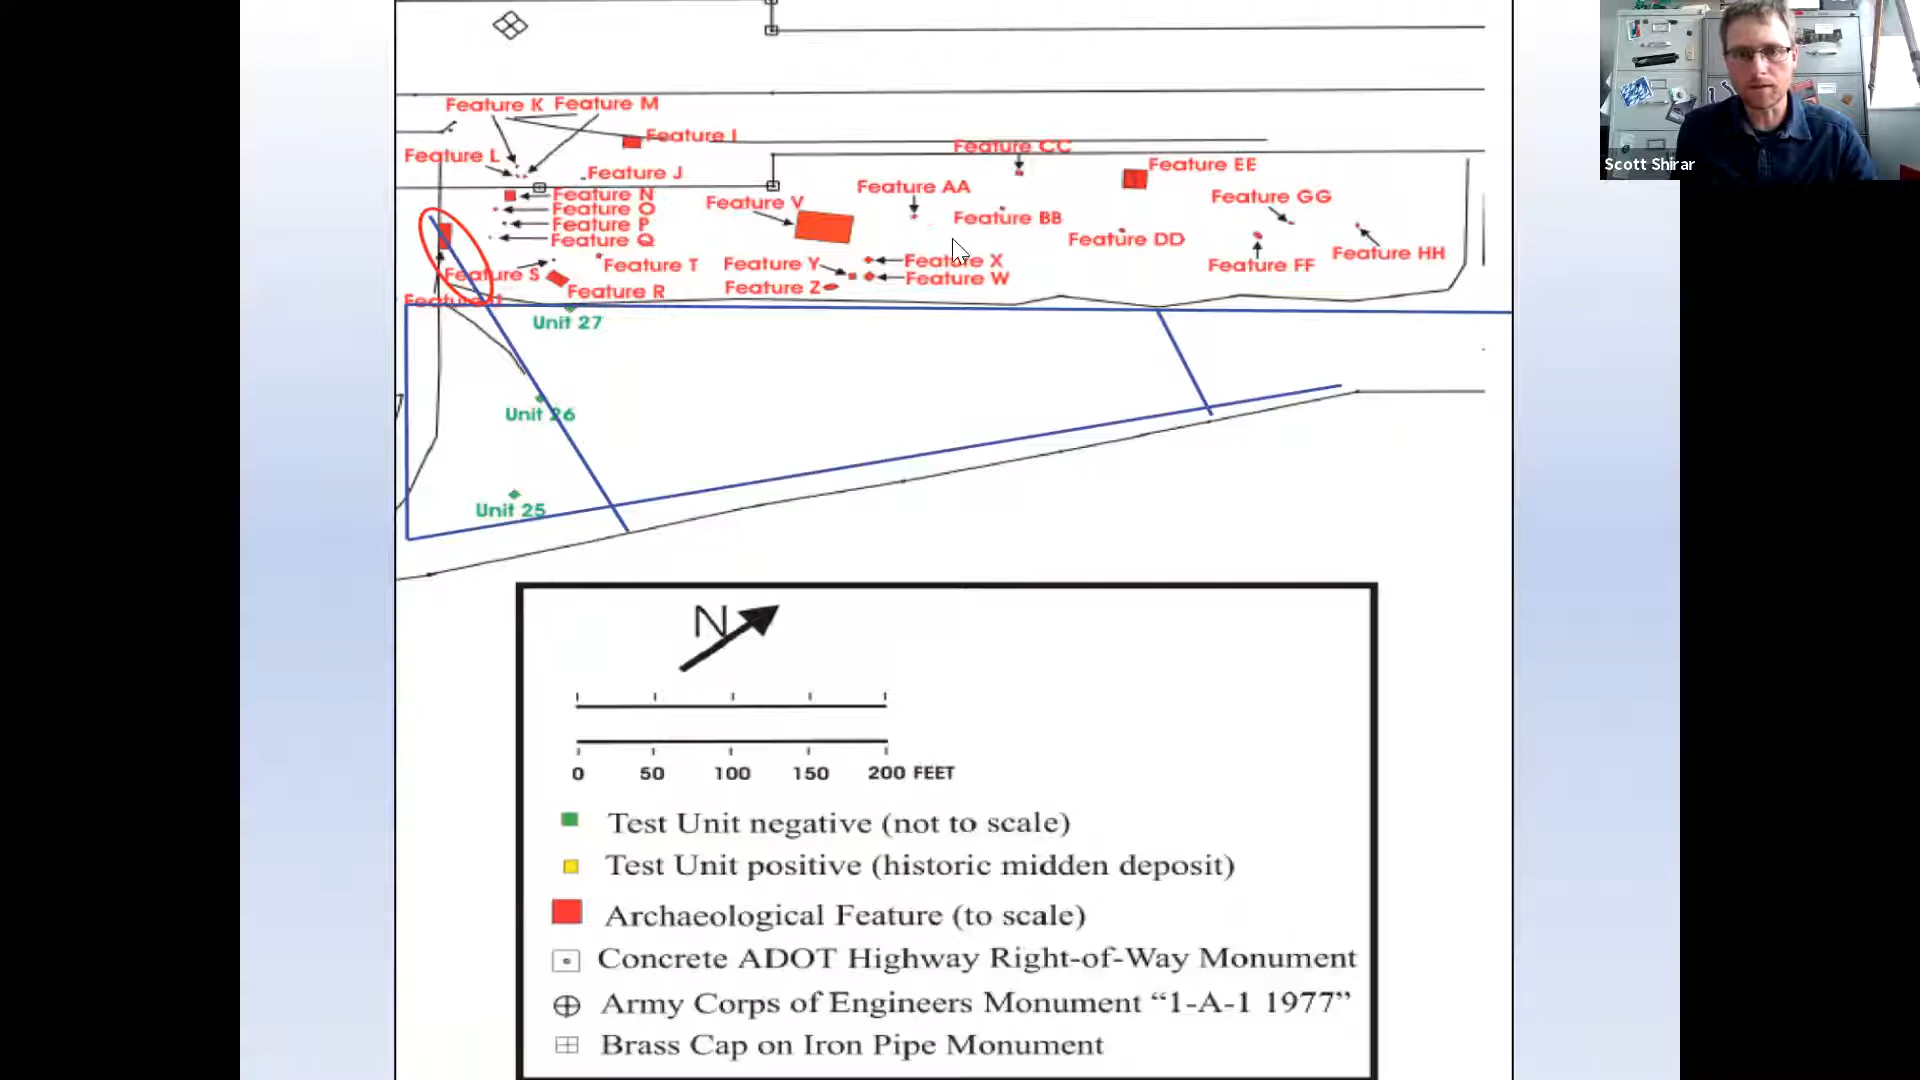 Feature K Feature M
Feature I
Feature CC
Feature L
Feature EE
Feature J
Feature AA
Feature N
Feature GG
Feature V
Feature O
Feature BB
Feature P
Feature DD
Feature Q
Feature HH
Feature X
Feature Y
Feature T
Feature FF
Feature S
Feature W
Feature Z
Feature R
Feature
Unit 27
Unit 26
Unit 25
Scott Shirar
N
0 50 100 150 200 FEET
Test Unit negative (not to scale)
Test Unit positive (historic midden deposit)
Archaeological Feature (to scale)
Concrete ADOT Highway Right-of-Way Monument
Army Corps of Engineers Monument “1-A-1 1977”
Brass Cap on Iron Pipe Monument